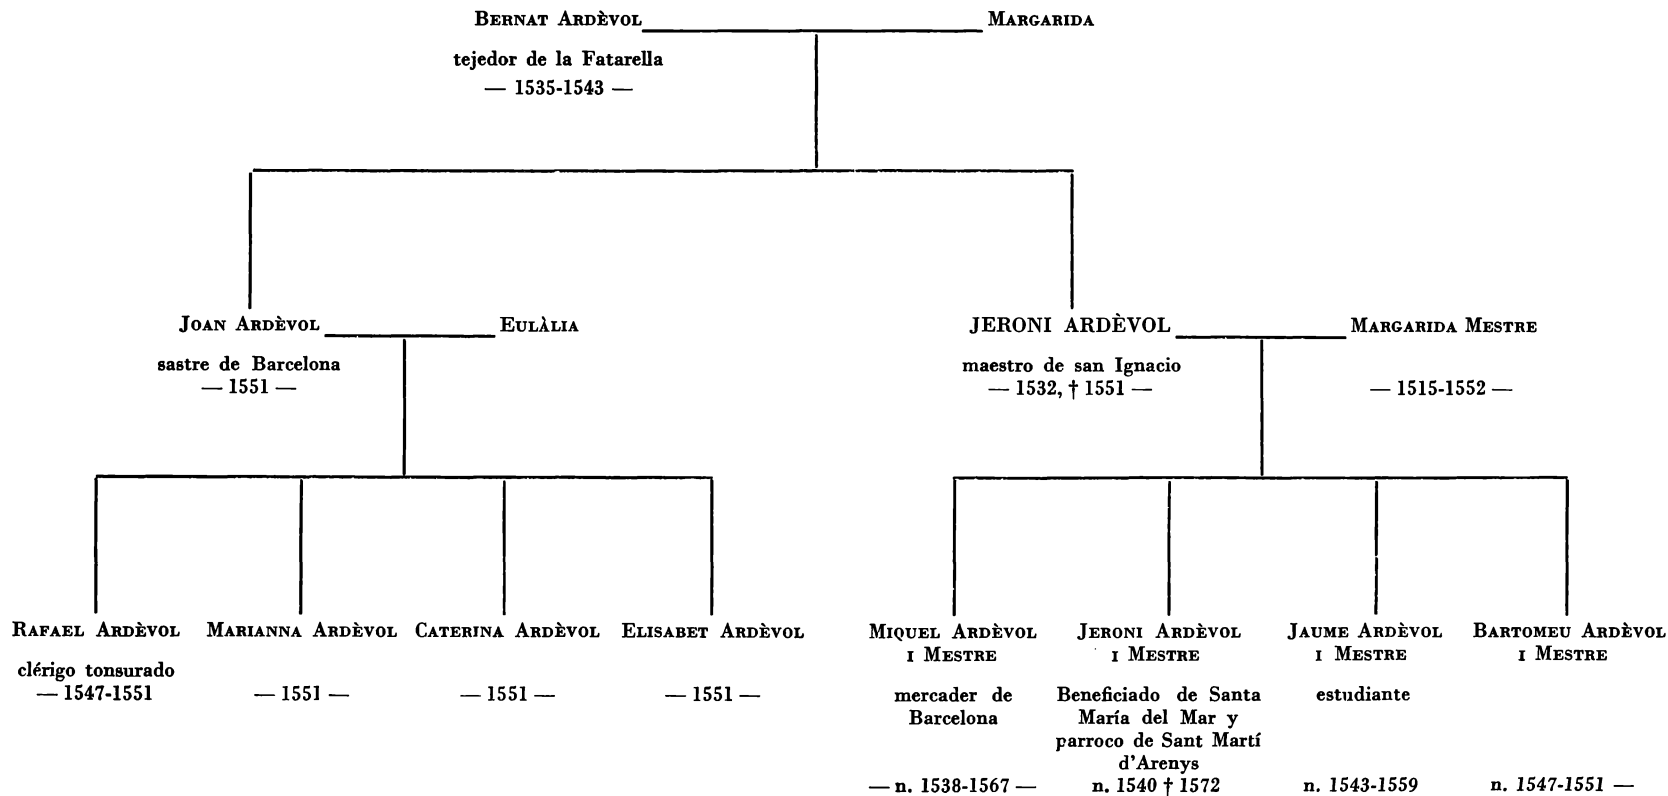 BERNAT ARDÈVOL
MARGARIDA
tejedor de la Fatarella
— 1535-1543 —
JOAN ARDÈVOL
EULÀLIA
sastre de Barcelona
— 1551 —
JERONI ARDÈVOL
MARGARIDA MESTRE
maestro de san Ignacio
— 1532, † 1551 —
— 1515-1552 —
RAFAEL ARDÈVOL
clérigo tonsurado
— 1547-1551
MARIANNA ARDÈVOL
— 1551 —
CATERINA ARDÈVOL
— 1551 —
ELISABET ARDÈVOL
— 1551 —
MIQUEL ARDÈVOL
I MESTRE
mercader de
Barcelona
— n. 1538-1567 —
JERONI ARDÈVOL
I MESTRE
Beneficiado de Santa
María del Mar y
parroco de Sant Martí
d'Arenys
n. 1540 † 1572
JAUME ARDÈVOL
I MESTRE
estudiante
n. 1543-1559
BARTOMEU ARDÈVOL
I MESTRE
n. 1547-1551 —